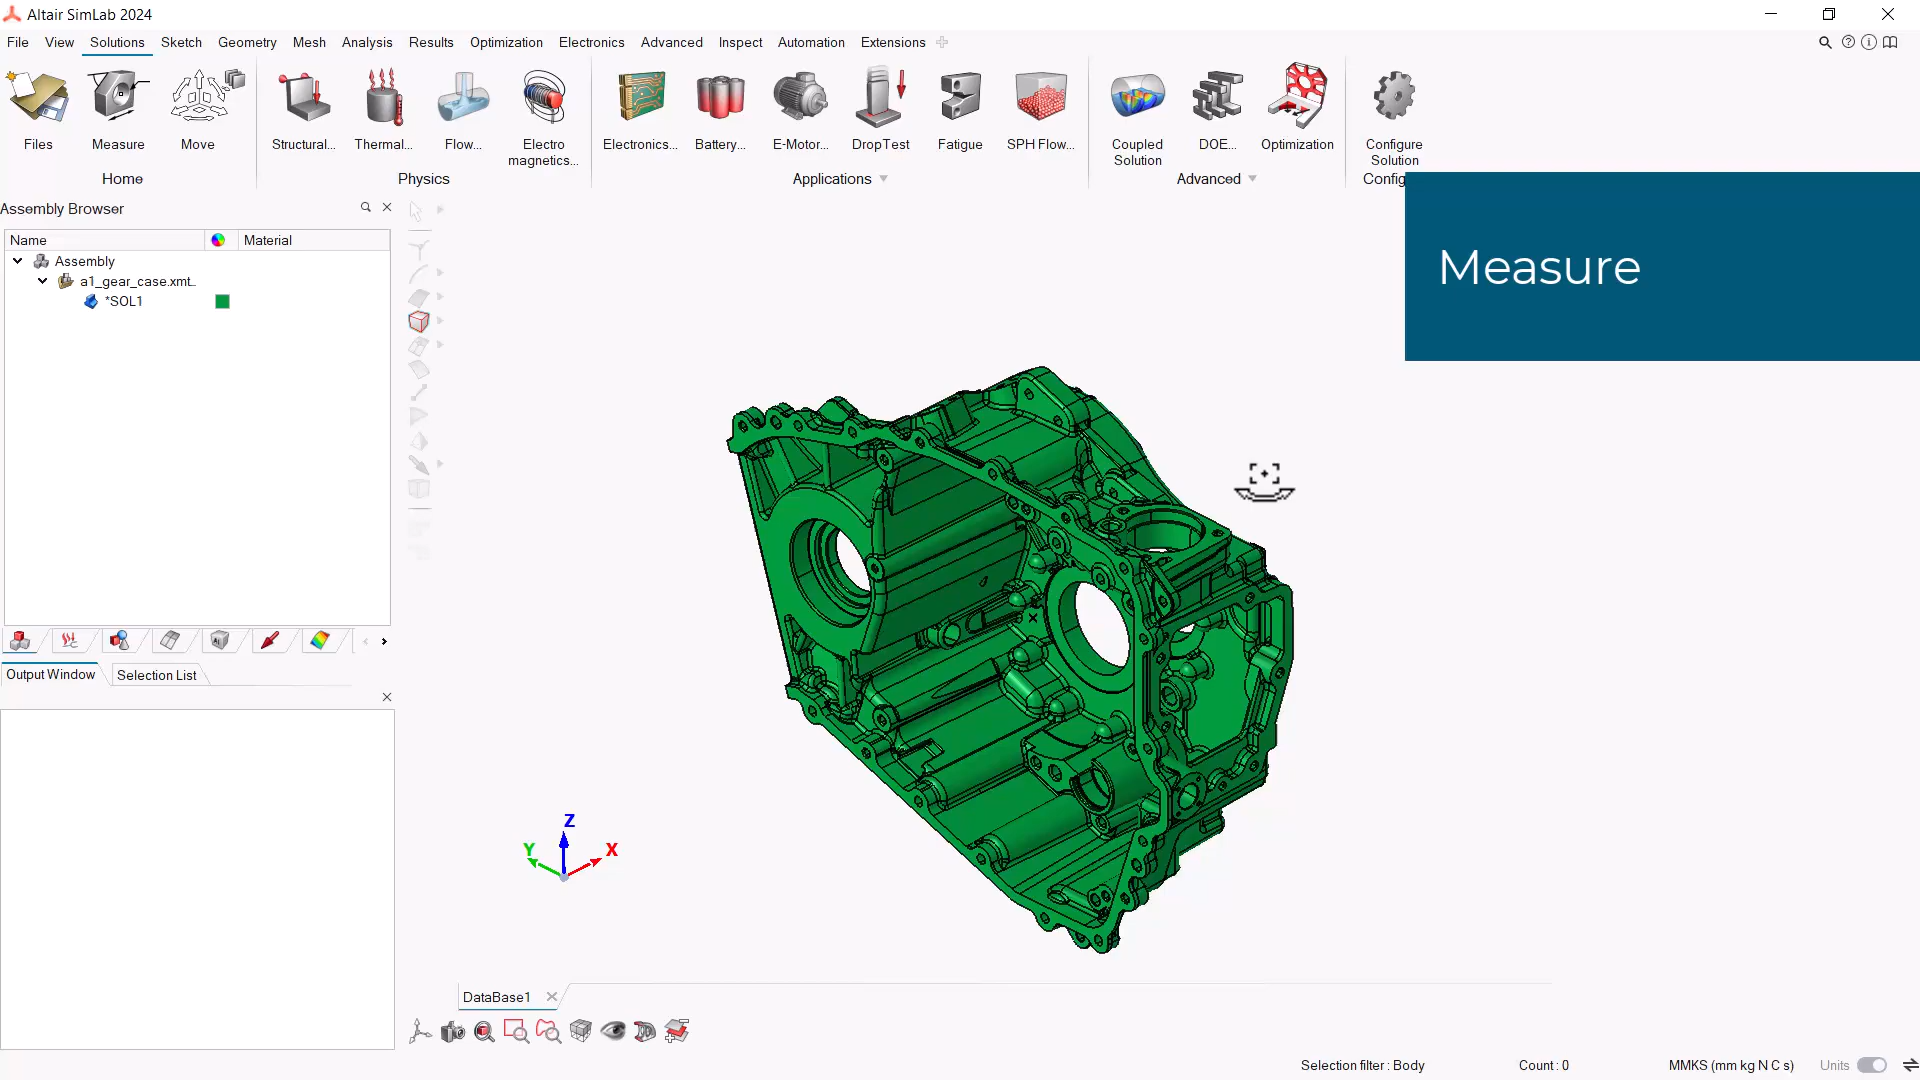 Altair SimLab 2024
File View Solutions Sketch Geometry Mesh Analysis Results Optimization Electronics Advanced Inspect Automation Extensions
Files Measure Move Structural... Thermal... Flow... Electro magnetics... Electronics... Battery... E-Motor... DropTest Fatigue SPH Flow... Coupled Solution DOE... Optimization Configure Solution
Home Physics Applications Advanced Config
Measure
Assembly Browser
Name Material
Assembly
a1_gear_case.xmt..
*SOL1
Output Window Selection List
Z
Y X
DataBase1
Selection filter : Body Count : 0 MMKS (mm kg N C s) Units